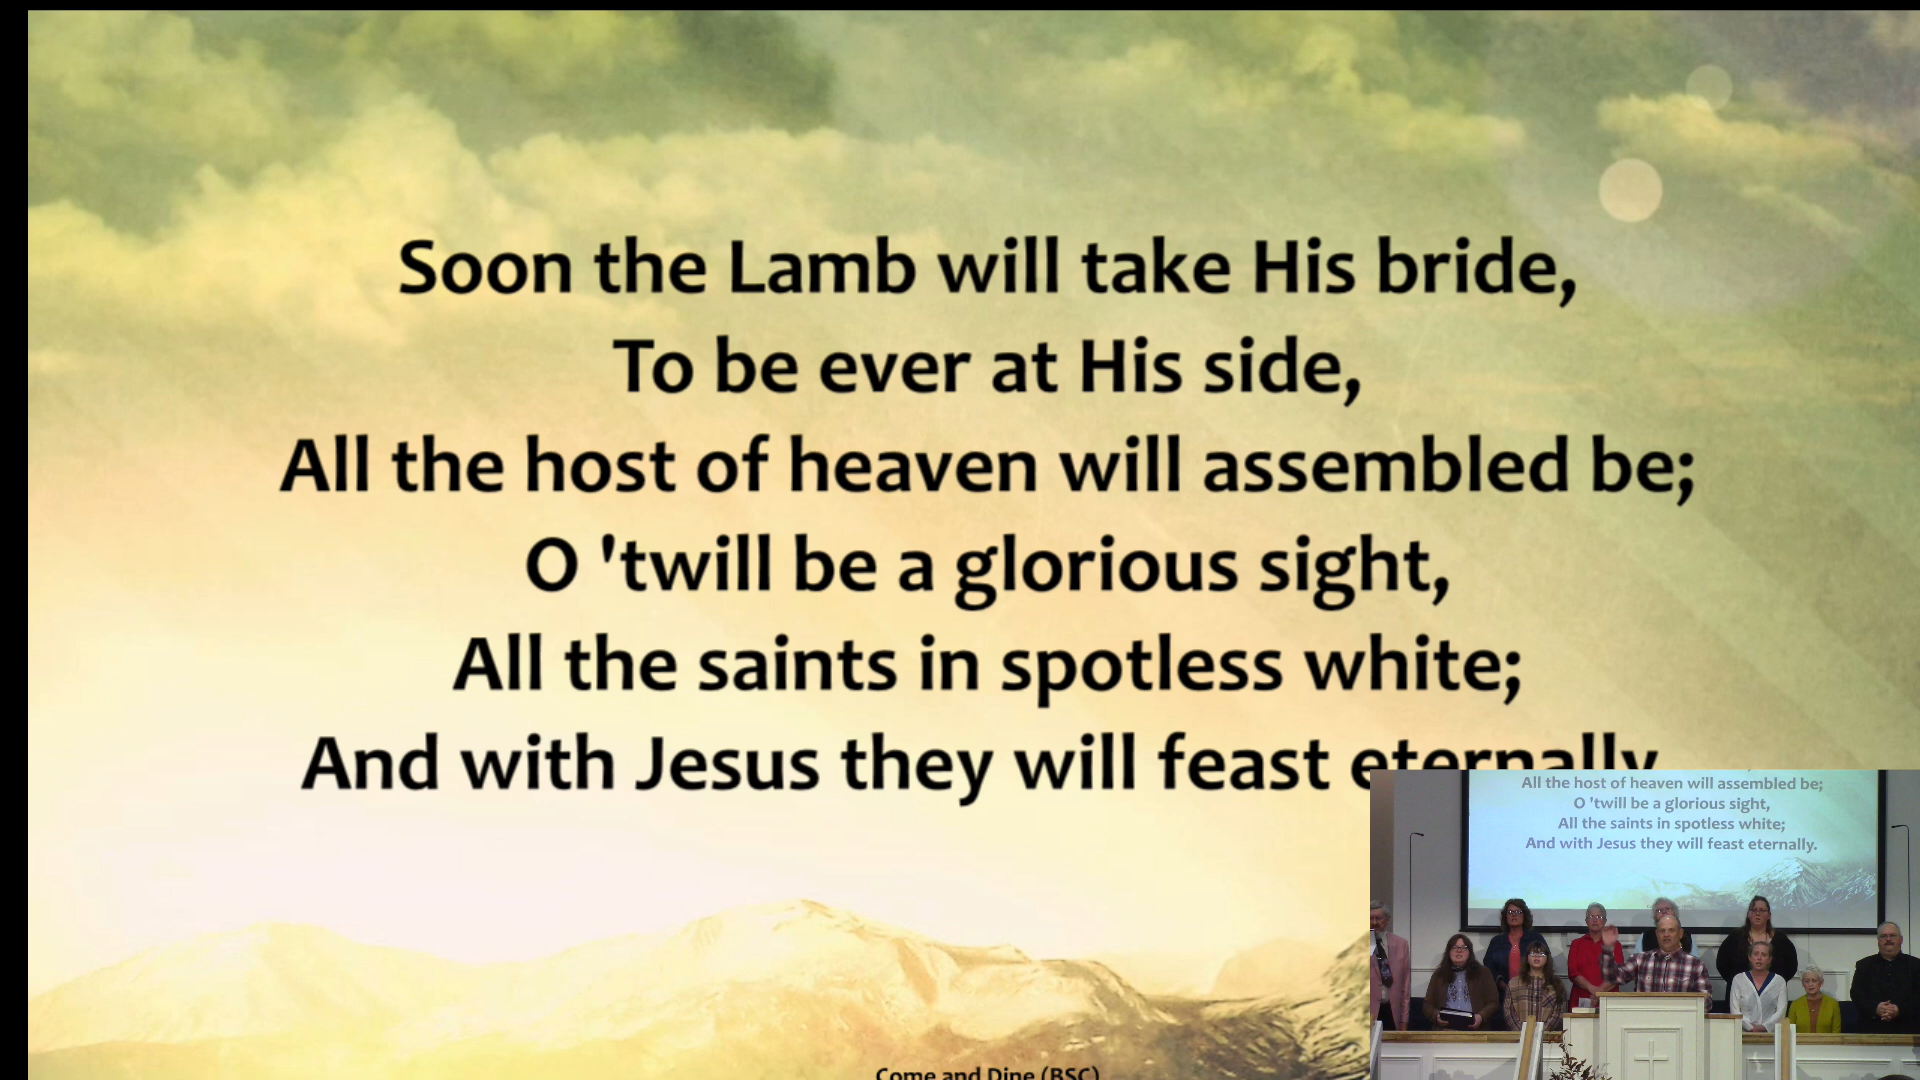 Soon the Lamb will take His bride,
To be ever at His side,
All the host of heaven will assembled be;
O 'twill be a glorious sight,
All the saints in spotless white;
And with Jesus they will feast eternally
All the host of heaven will assembled be;
O 'twill be a glorious sight,
All the saints in spotless white;
And with Jesus they will feast eternally.
Come and Dine (BSC)